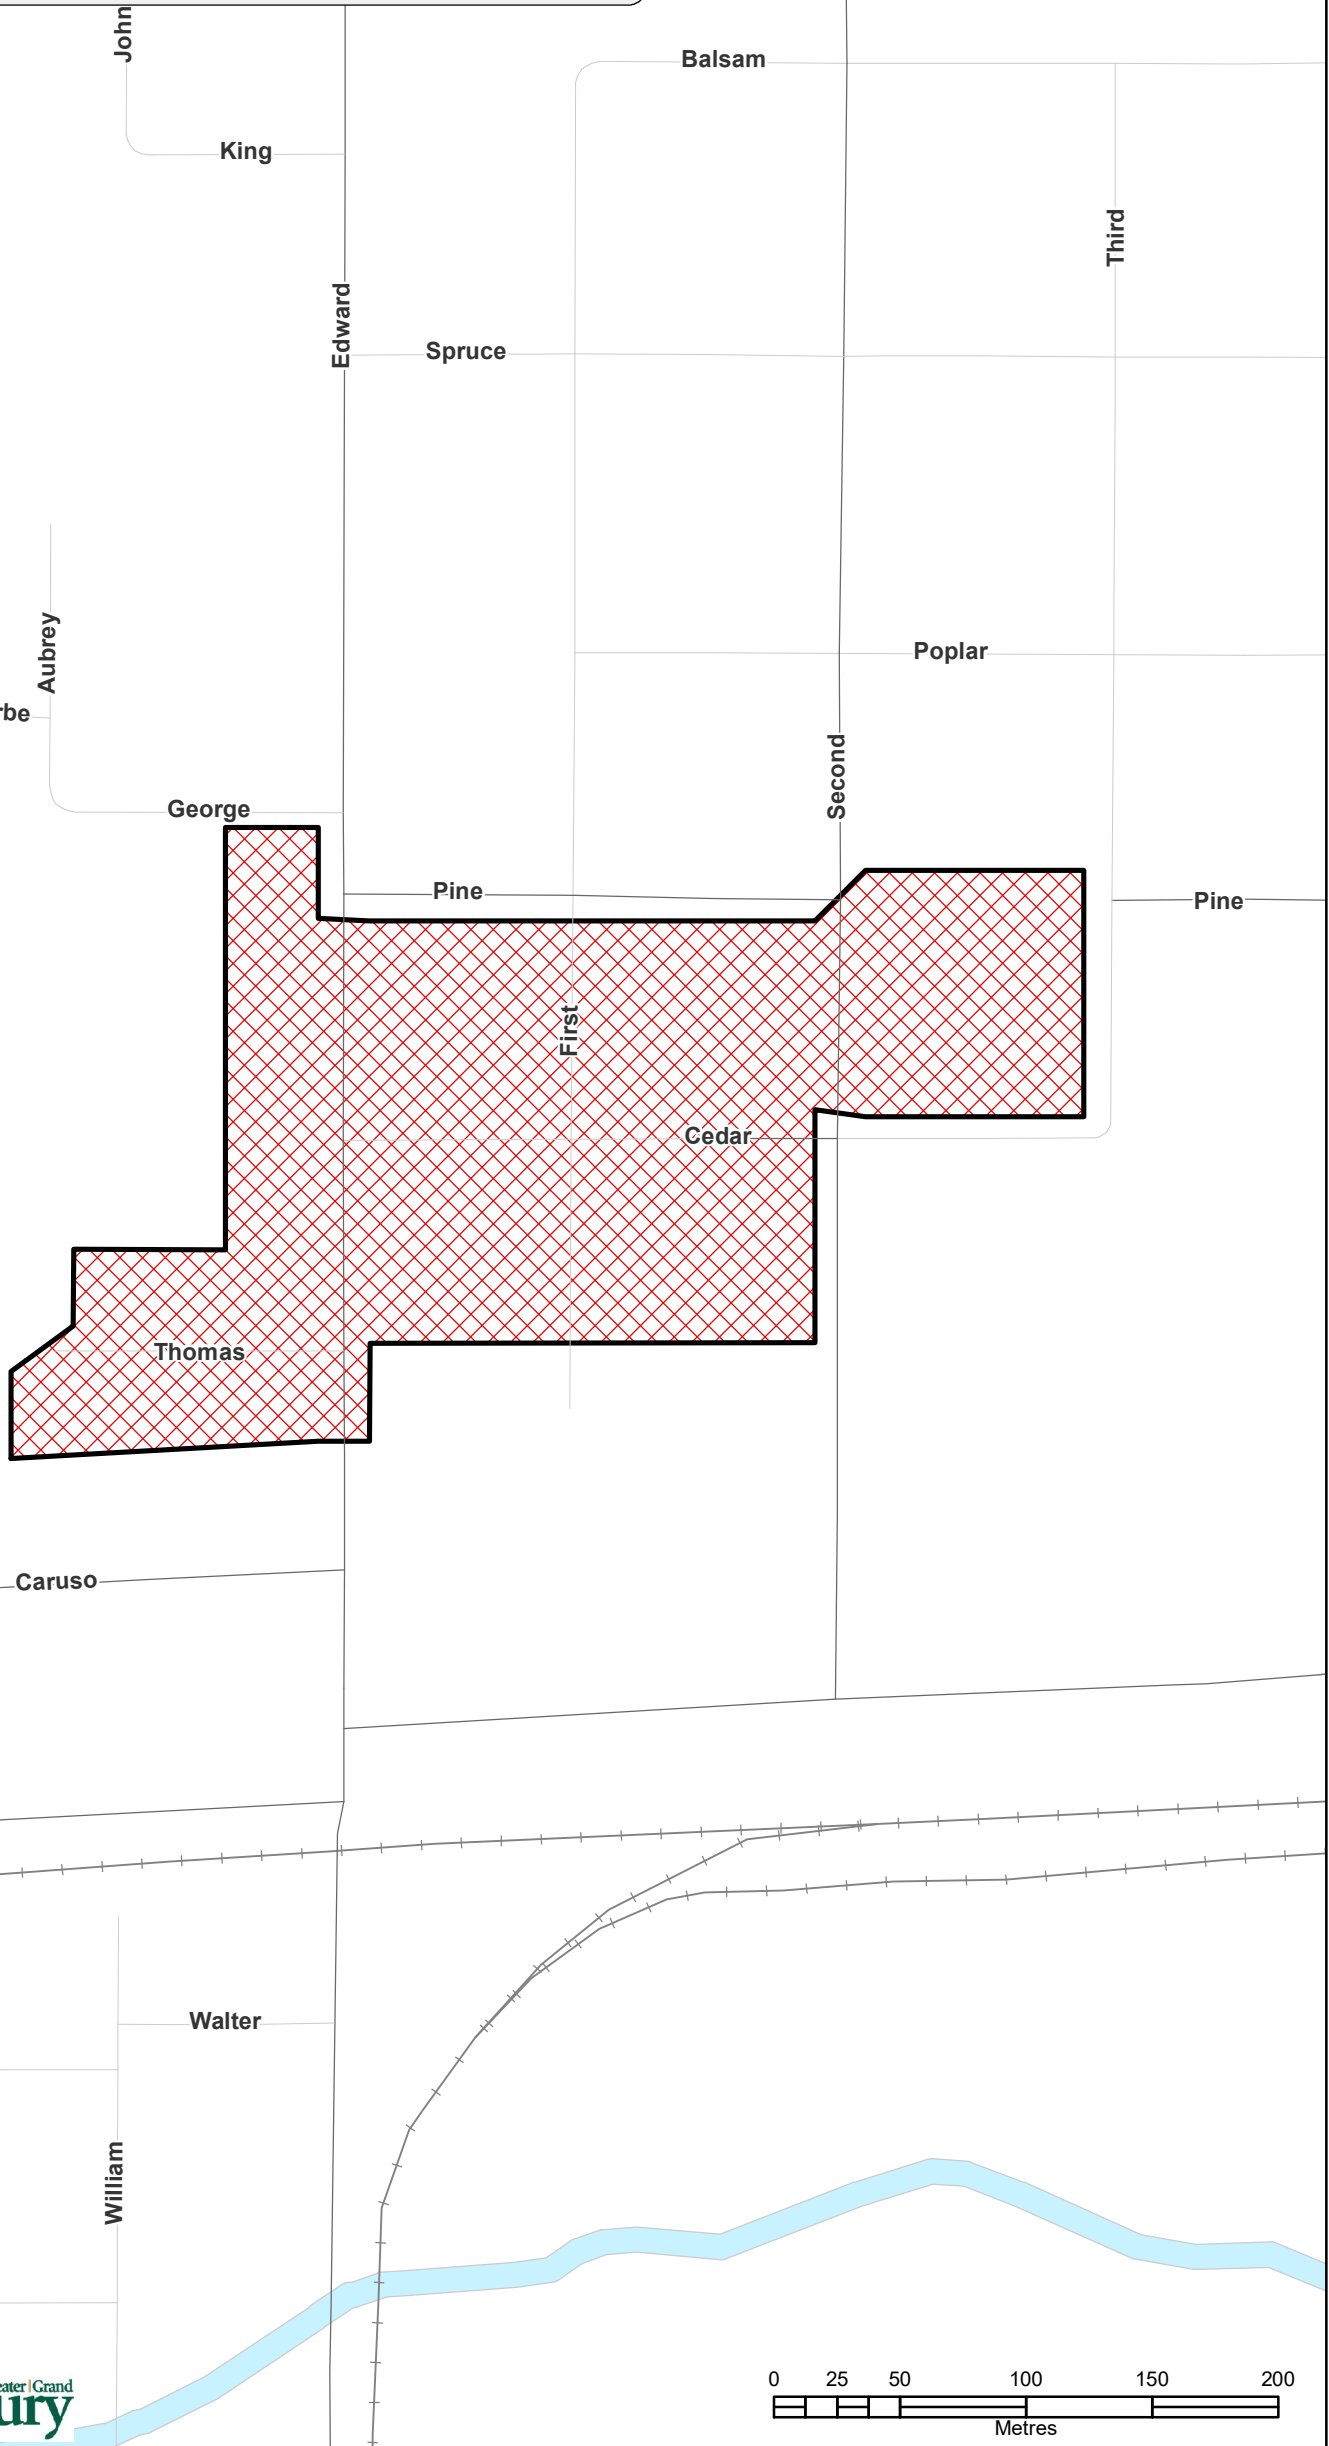 John
Balsam
King
Third
Edward
Spruce
Aubrey
Poplar
rbe
Second
George
Pine
Pine
First
Cedar
Thomas
Caruso
Walter
William
eater|Grand
ury
0 25 50 100 150 200
Metres